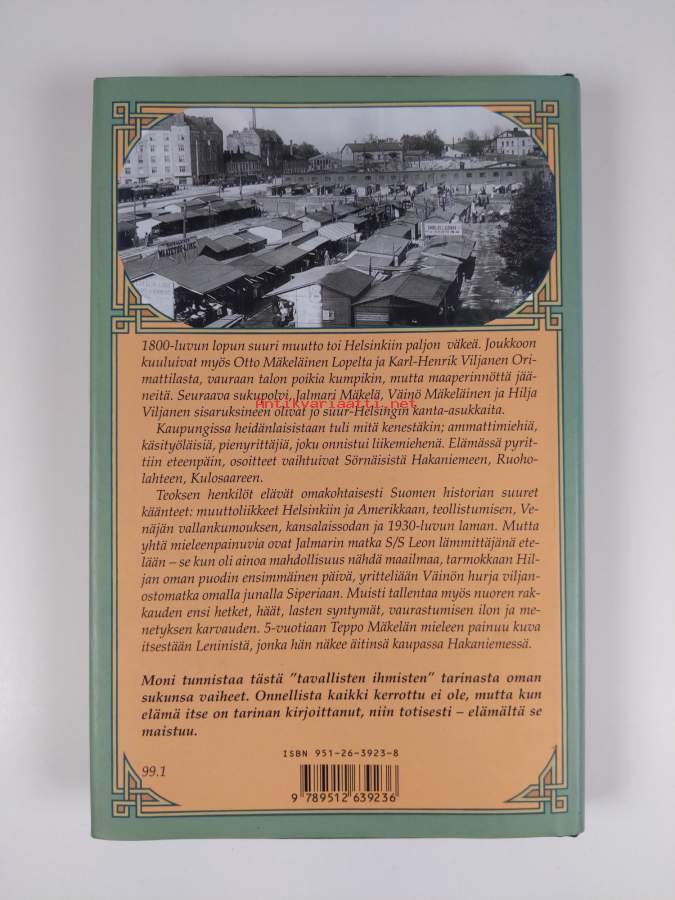 1800-luvun lopun suuri muutto toi Helsinkiin paljon väkeä. Joukkoon
kuuluivat myös Otto Mäkeläinen Lopelta ja Karl-Henrik Viljanen Ori-
mattilasta, vauraan talon poikia kumpikin, mutta maaperinnöttä jää-
neitä. Seuraava sukupolvi, Jalmari Mäkelä, Väinö Mäkeläinen ja Hilja
Viljanen sisaruksineen olivat jo suur-Helsingin kanta-asukkaita.
Antikvariaatti.net
Kaupungissa heidänlaisistaan tuli mitä kenestäkin; ammattimiehiä,
käsityöläisiä, pienyrittäjiä, joku onnistui liikemiehenä. Elämässä pyrit-
tiin eteenpäin, osoitteet vaihtuivat Sörnäisistä Hakaniemeen, Ruoho-
lahteen, Kulosaareen.
Teoksen henkilöt elävät omakohtaisesti Suomen historian suuret
käänteet: muuttoliikkeet Helsinkiin ja Amerikkaan, teollistumisen, Ve-
näjän vallankumouksen, kansalaissodan ja 1930-luvun laman. Mutta
yhtä mieleenpainuvia ovat Jalmarin matka S/S Leon lämmittäjänä ete-
lään – se kun oli ainoa mahdollisuus nähdä maailmaa, tarmokkaan Hil-
jan oman puodin ensimmäinen päivä, yritteliään Väinön hurja viljan-
ostomatka omalla junalla Siperiaan. Muisti tallentaa myös nuoren rak-
kauden ensi hetket, häät, lasten syntymät, vaurastumisen ilon ja me-
netyksen karvauden. 5-vuotiaan Teppo Mäkelän mieleen painuu kuva
itsestään Leninistä, jonka hän näkee äitinsä kaupassa Hakaniemessä.
Moni tunnistaa tästä ”tavallisten ihmisten” tarinasta oman
sukunsa vaiheet. Onnellista kaikki kerrottu ei ole, mutta kun
elämä itse on tarinan kirjoittanut, niin totisesti – elämältä se
maistuu.
ISBN 951-26-3923-8
99.1
9 789512 639236